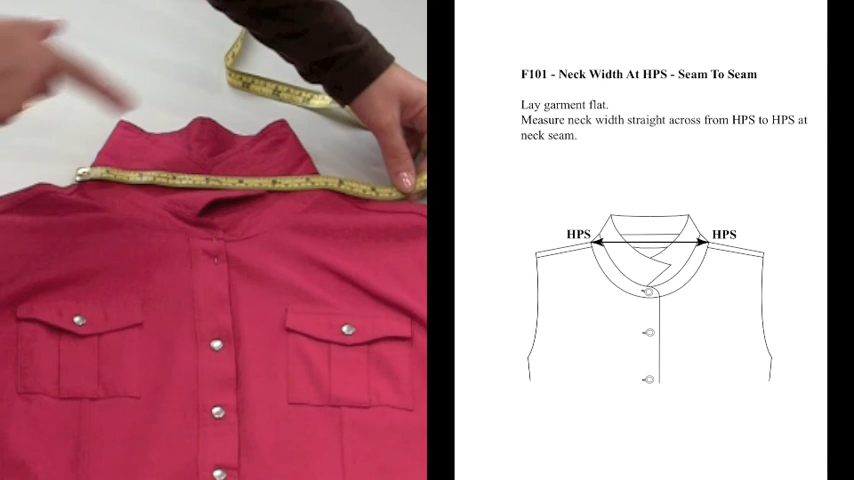 F101 - Neck Width At HPS - Seam To Seam
Lay garment flat.
Measure neck width straight across from HPS to HPS at
neck seam.
HPS
HPS